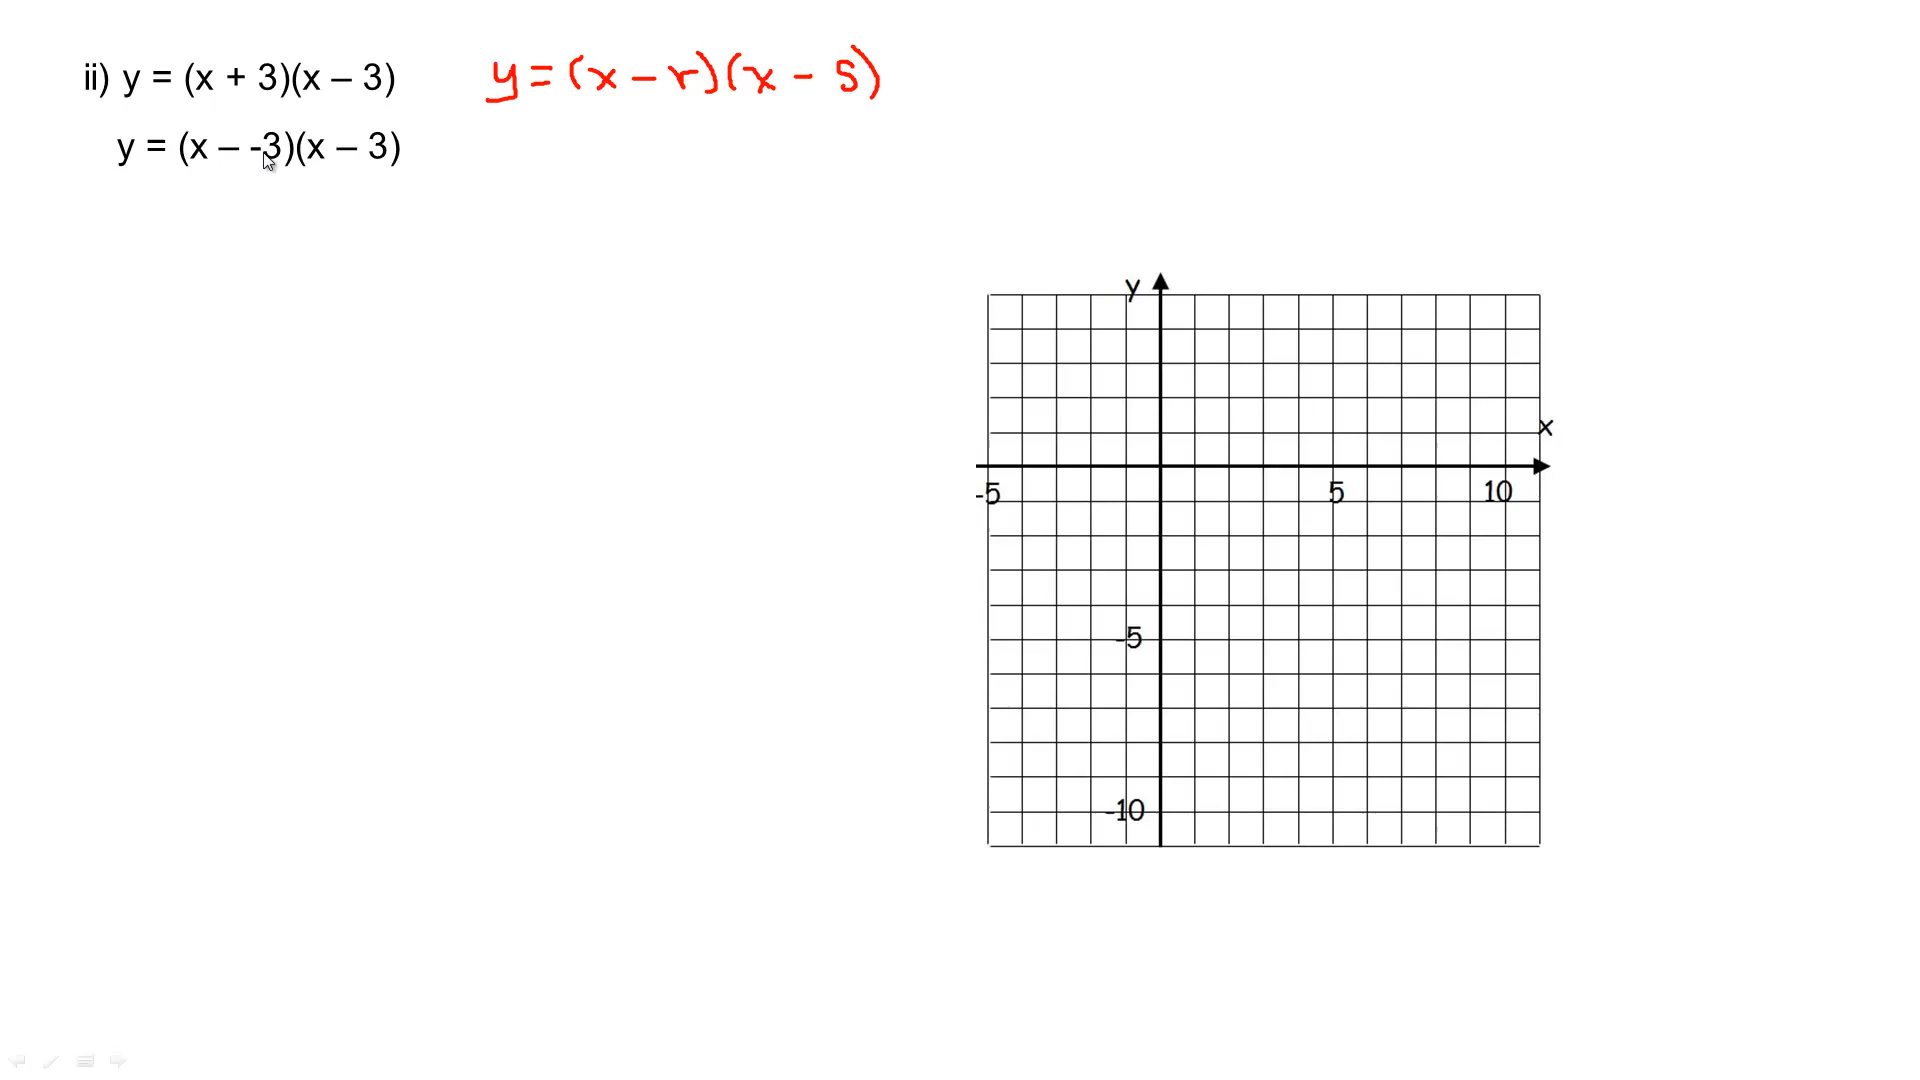 ii) y = (x + 3)(x – 3) y = (x – r)(x – s)
y = (x – -3)(x – 3)
y
x
-5 5 10
-5
-10